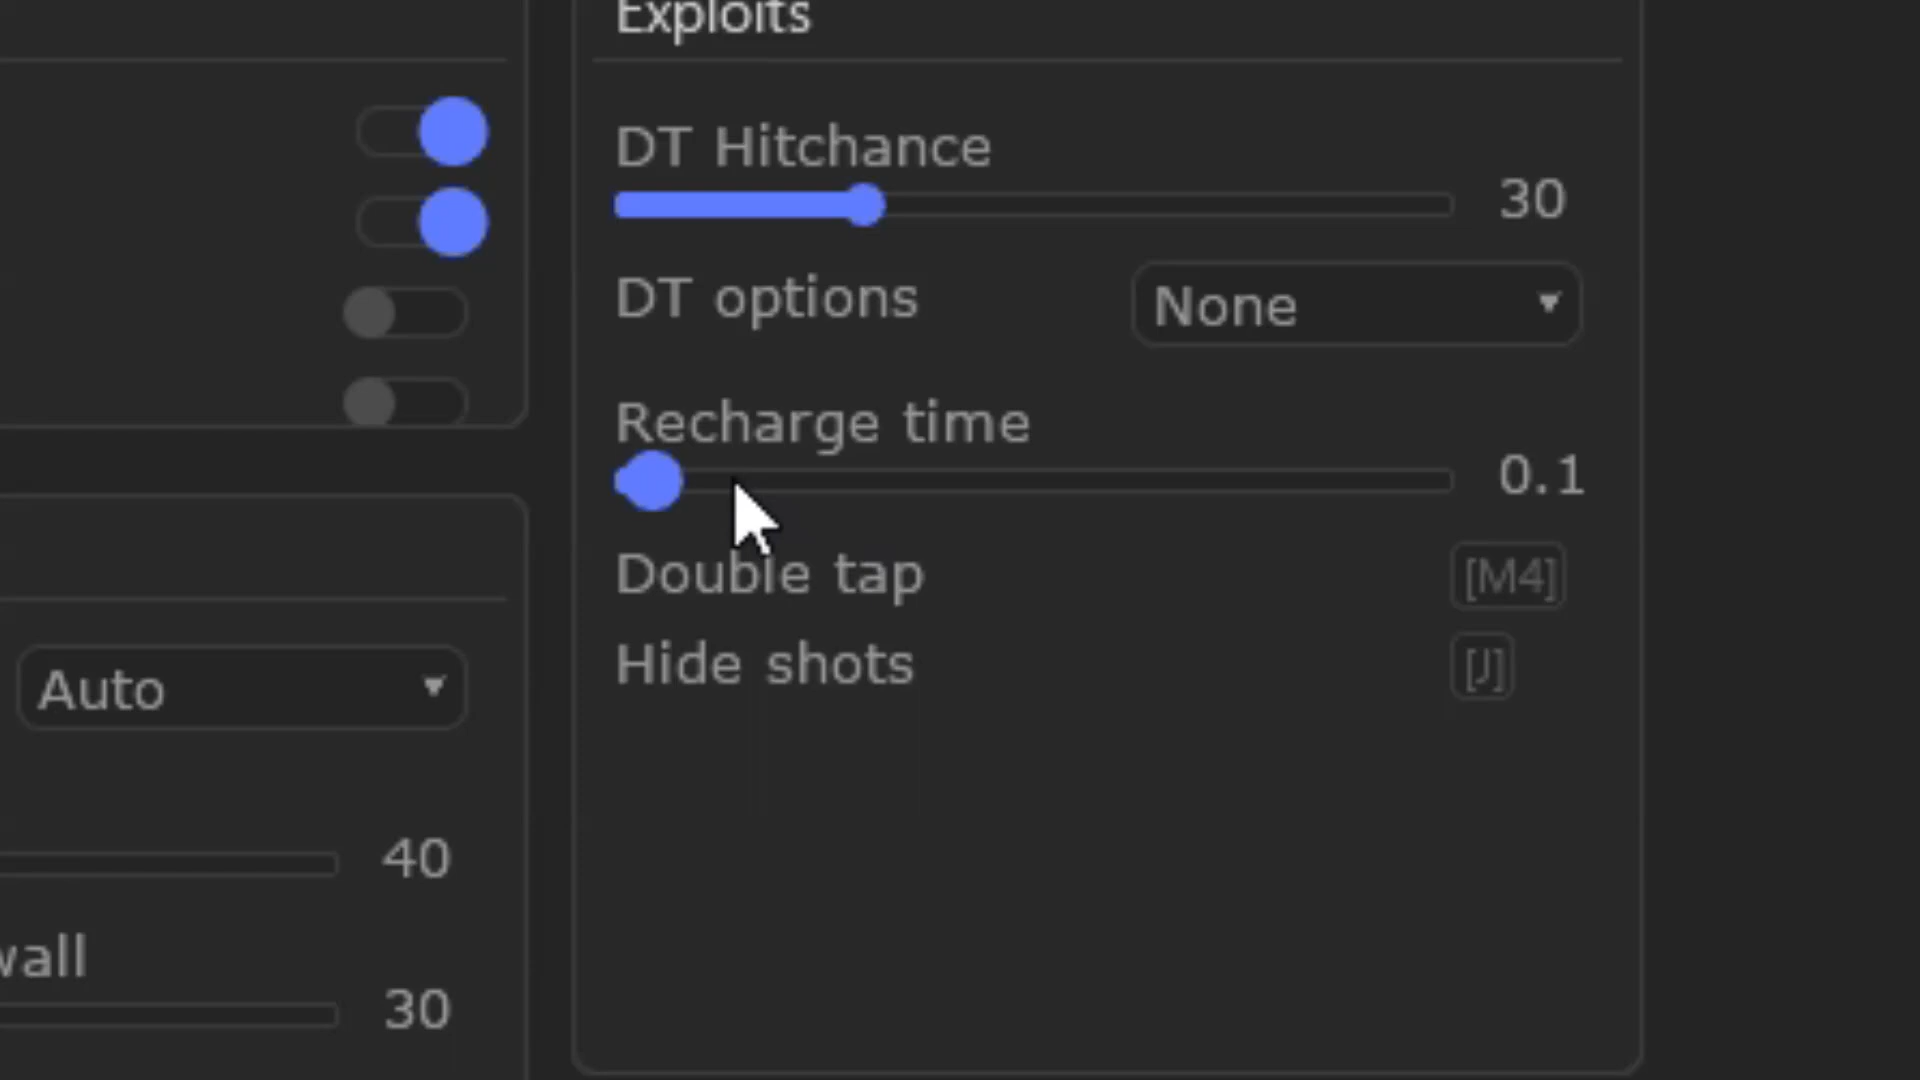 Exploits
DT Hitchance
30
DT options
None
Recharge time
0.1
Double tap
[M4]
Hide shots
[J]
Auto
40
wall
30